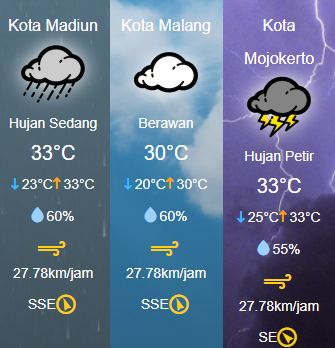 Kota Madiun
Hujan Sedang
33°C
23°C 33°C
60%
27.78km/jam
SSE
Kota Malang
Berawan
30°C
20°C 30°C
60%
27.78km/jam
SSE
Kota
Mojokerto
Hujan Petir
33°C
25°C 33°C
55%
27.78km/jam
SE